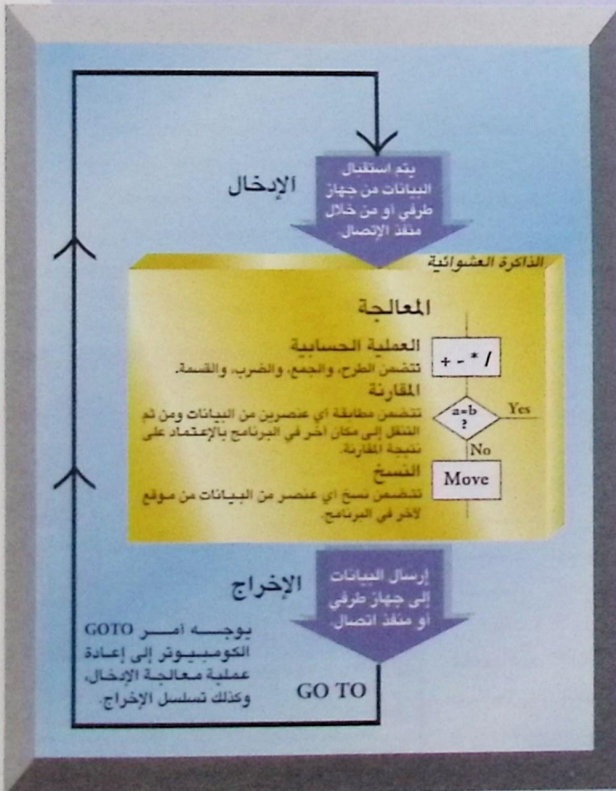 يتم استقبال
البيانات من جهاز
طرفي أو من خلال
منفذ الإتصال.
الإدخال
الذاكرة العشوائية
المعالجة
العملية الحسابية
تتضمن الطرح، والجمع، والضرب، والقسمة.
+ - * /
المقارنة
تتضمن مطابقة أي عنصرين من البيانات ومن ثم
التنقل إلى مكان آخر في البرنامج بالإعتماد على
نتيجة المقارنة.
a=b
?
Yes
No
النسخ
تتضمن نسخ أي عنصر من البيانات من موقع
لآخر في البرنامج.
Move
إرسال البيانات
إلى جهاز طرفي
أو منفذ اتصال.
الإخراج
يوجه أمر GOTO
الكومبيوتر إلى إعادة
عملية معالجة الإدخال،
وكذلك تسلسل الإخراج.
GO TO